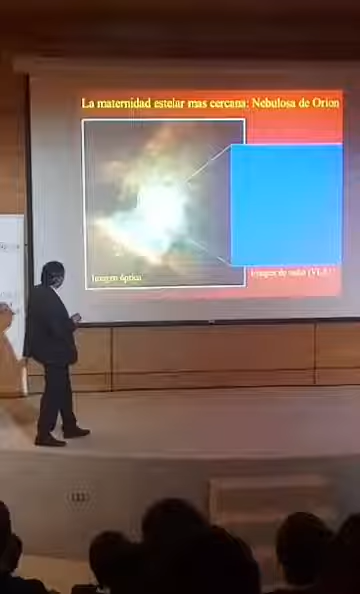 La maternidad estelar mas cercana: Nebulosa de Orion
Imagen óptica
Imagen de radio (VLA)